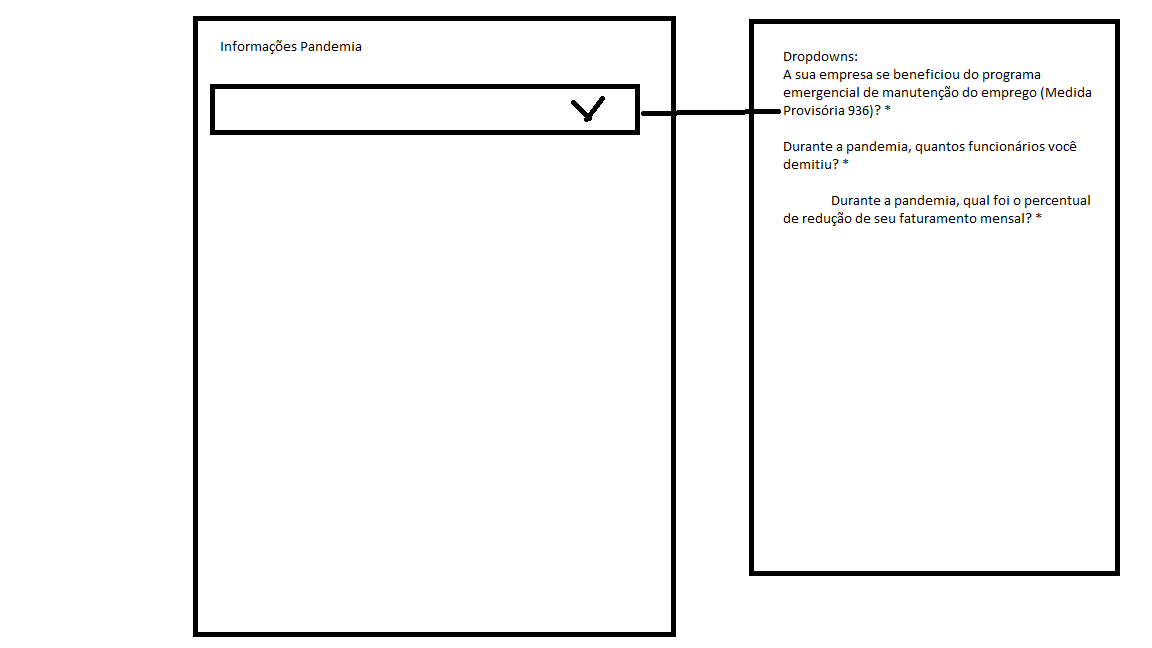 Informações Pandemia
Dropdowns:
A sua empresa se beneficiou do programa
emergencial de manutenção do emprego (Medida
Provisória 936)? *
Durante a pandemia, quantos funcionários você
demitiu? *
Durante a pandemia, qual foi o percentual
de redução de seu faturamento mensal? *